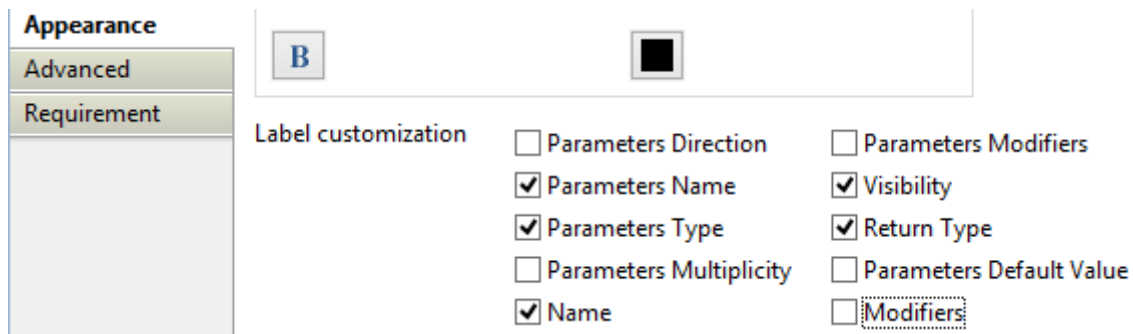 Appearance
Advanced
Requirement
B
Label customization
Parameters Direction
Parameters Modifiers
Parameters Name
Visibility
Parameters Type
Return Type
Parameters Multiplicity
Parameters Default Value
Name
Modifiers